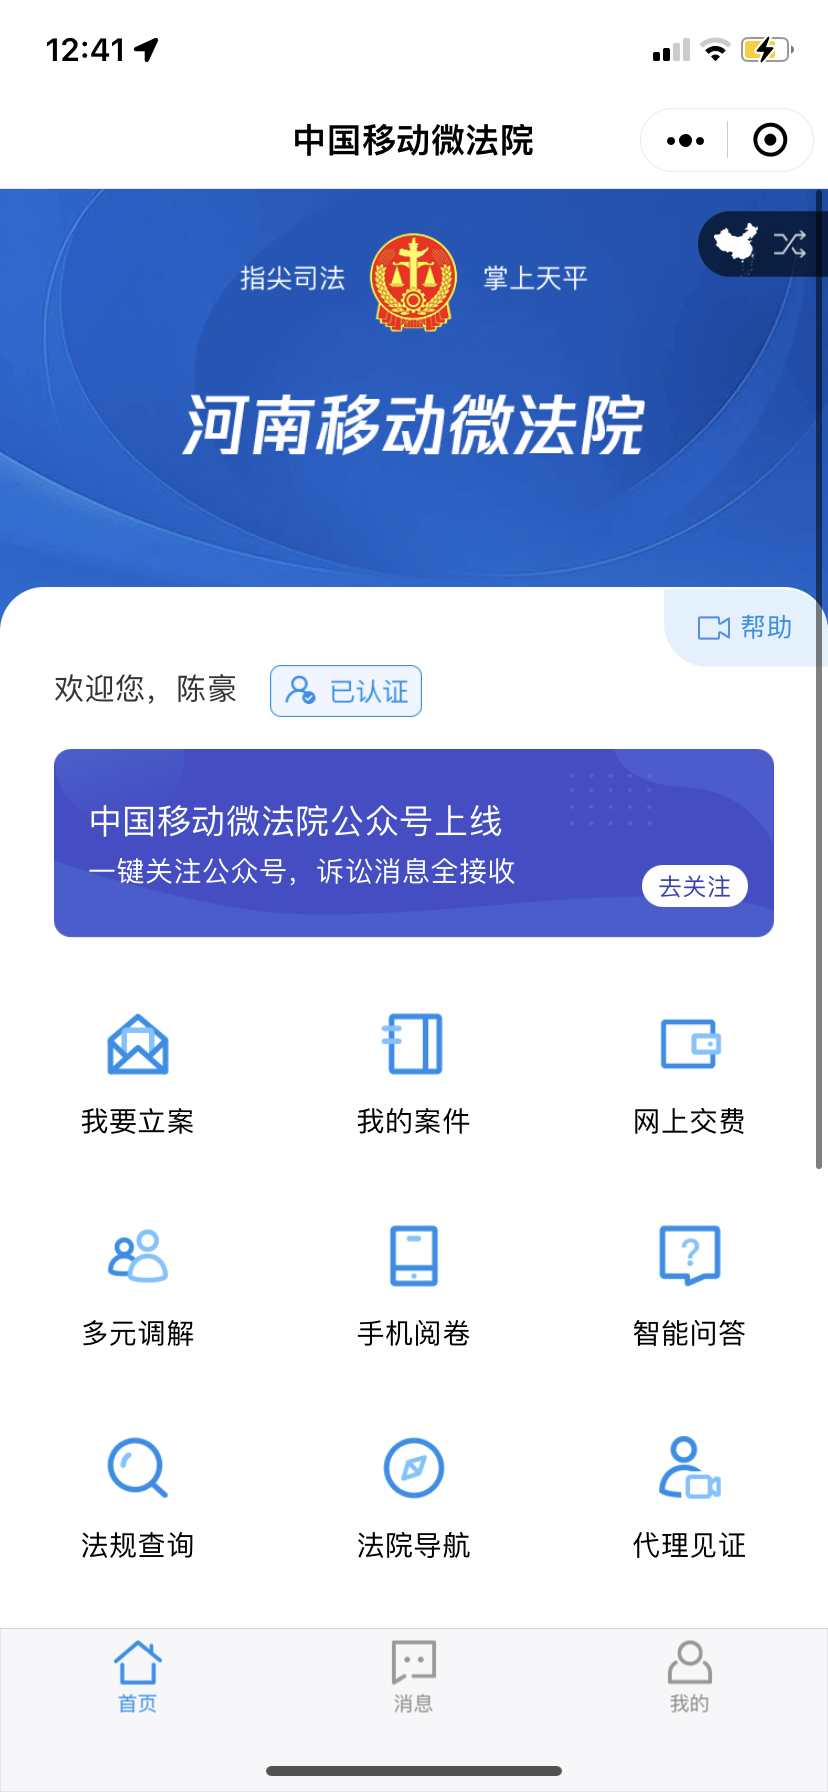 12:41
中国移动微法院
指尖司法 掌上天平
河南移动微法院
帮助
欢迎您，陈豪 已认证
中国移动微法院公众号上线
一键关注公众号，诉讼消息全接收
去关注
我要立案 我的案件 网上交费
多元调解 手机阅卷 智能问答
法规查询 法院导航 代理见证
首页 消息 我的